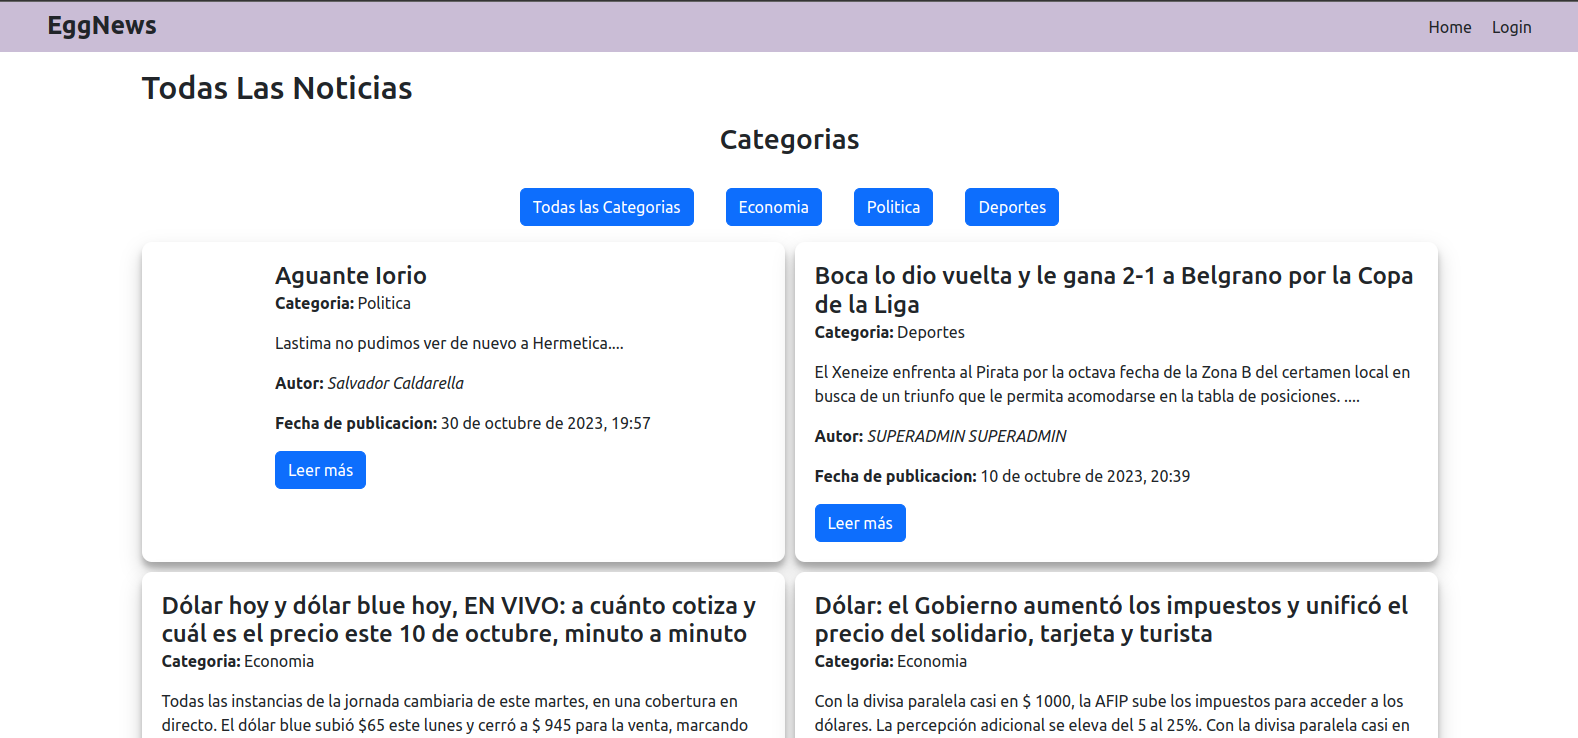 EggNews
Home
Login
Todas Las Noticias
Categorias
Todas las Categorias
Economia
Politica
Deportes
Aguante Iorio
Categoria: Politica
Lastima no pudimos ver de nuevo a Hermetica....
Autor: Salvador Caldarella
Fecha de publicacion: 30 de octubre de 2023, 19:57
Leer más
Boca lo dio vuelta y le gana 2-1 a Belgrano por la Copa
de la Liga
Categoria: Deportes
El Xeneize enfrenta al Pirata por la octava fecha de la Zona B del certamen local en
busca de un triunfo que le permita acomodarse en la tabla de posiciones. ....
Autor: SUPERADMIN SUPERADMIN
Fecha de publicacion: 10 de octubre de 2023, 20:39
Leer más
Dólar hoy y dólar blue hoy, EN VIVO: a cuánto cotiza y
cuál es el precio este 10 de octubre, minuto a minuto
Categoria: Economia
Todas las instancias de la jornada cambiaria de este martes, en una cobertura en
directo. El dólar blue subió $65 este lunes y cerró a $ 945 para la venta, marcando
Dólar: el Gobierno aumentó los impuestos y unificó el
precio del solidario, tarjeta y turista
Categoria: Economia
Con la divisa paralela casi en $ 1000, la AFIP sube los impuestos para acceder a los
dólares. La percepción adicional se eleva del 5 al 25%. Con la divisa paralela casi en